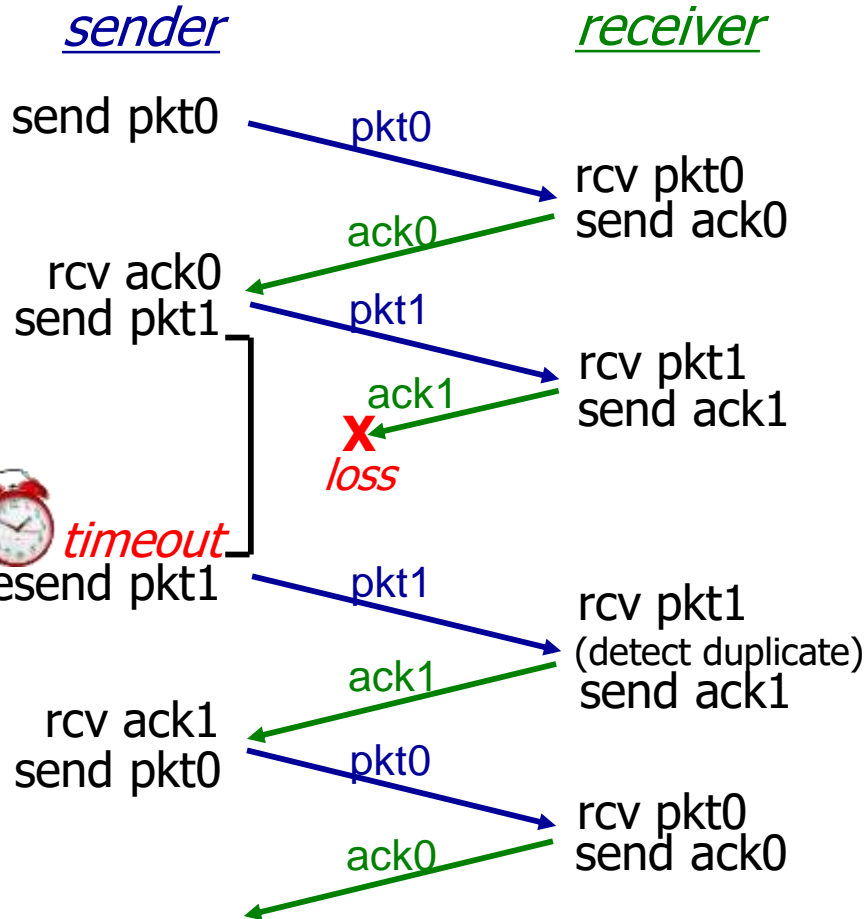 sender
receiver
send pkt0
pkt0
rcv pkt0
send ack0
ack0
rcv ack0
send pkt1
pkt1
rcv pkt1
send ack1
ack1
X
loss
timeout
esend pkt1
pkt1
rcv pkt1
(detect duplicate)
send ack1
ack1
rcv ack1
send pkt0
pkt0
rcv pkt0
send ack0
ack0